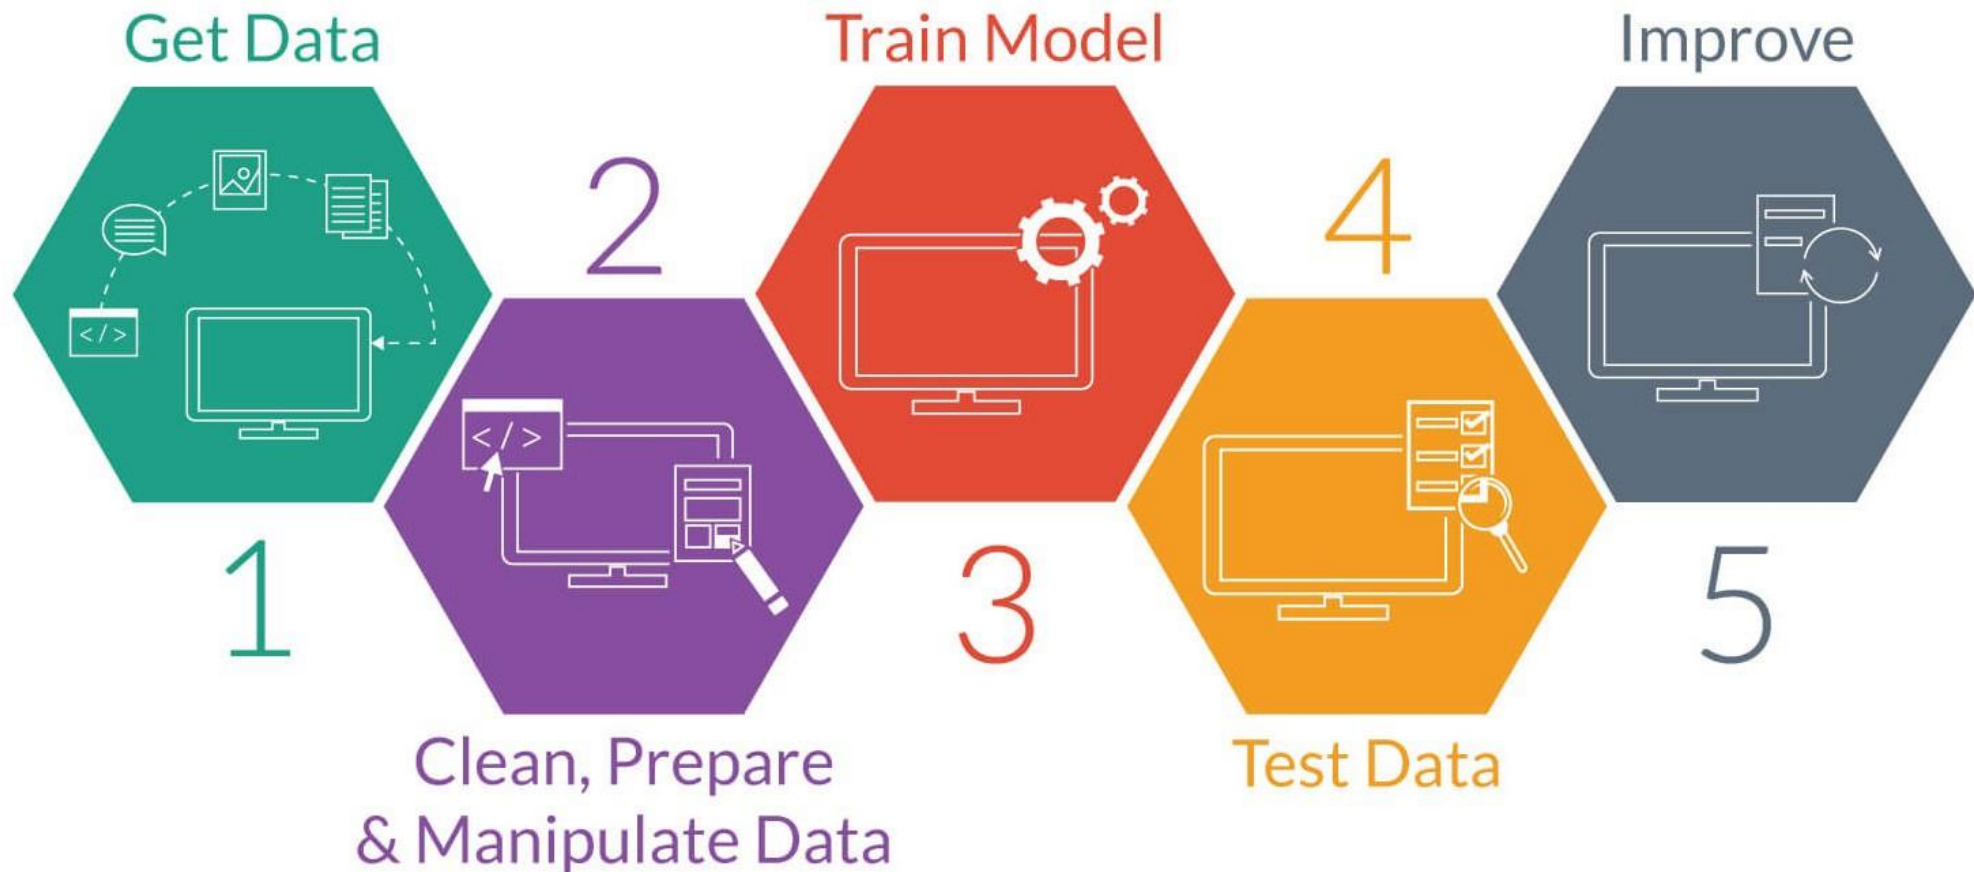 Get Data
</>
1
2
</>
Clean, Prepare
& Manipulate Data
Train Model
3
4
Test Data
Improve
5